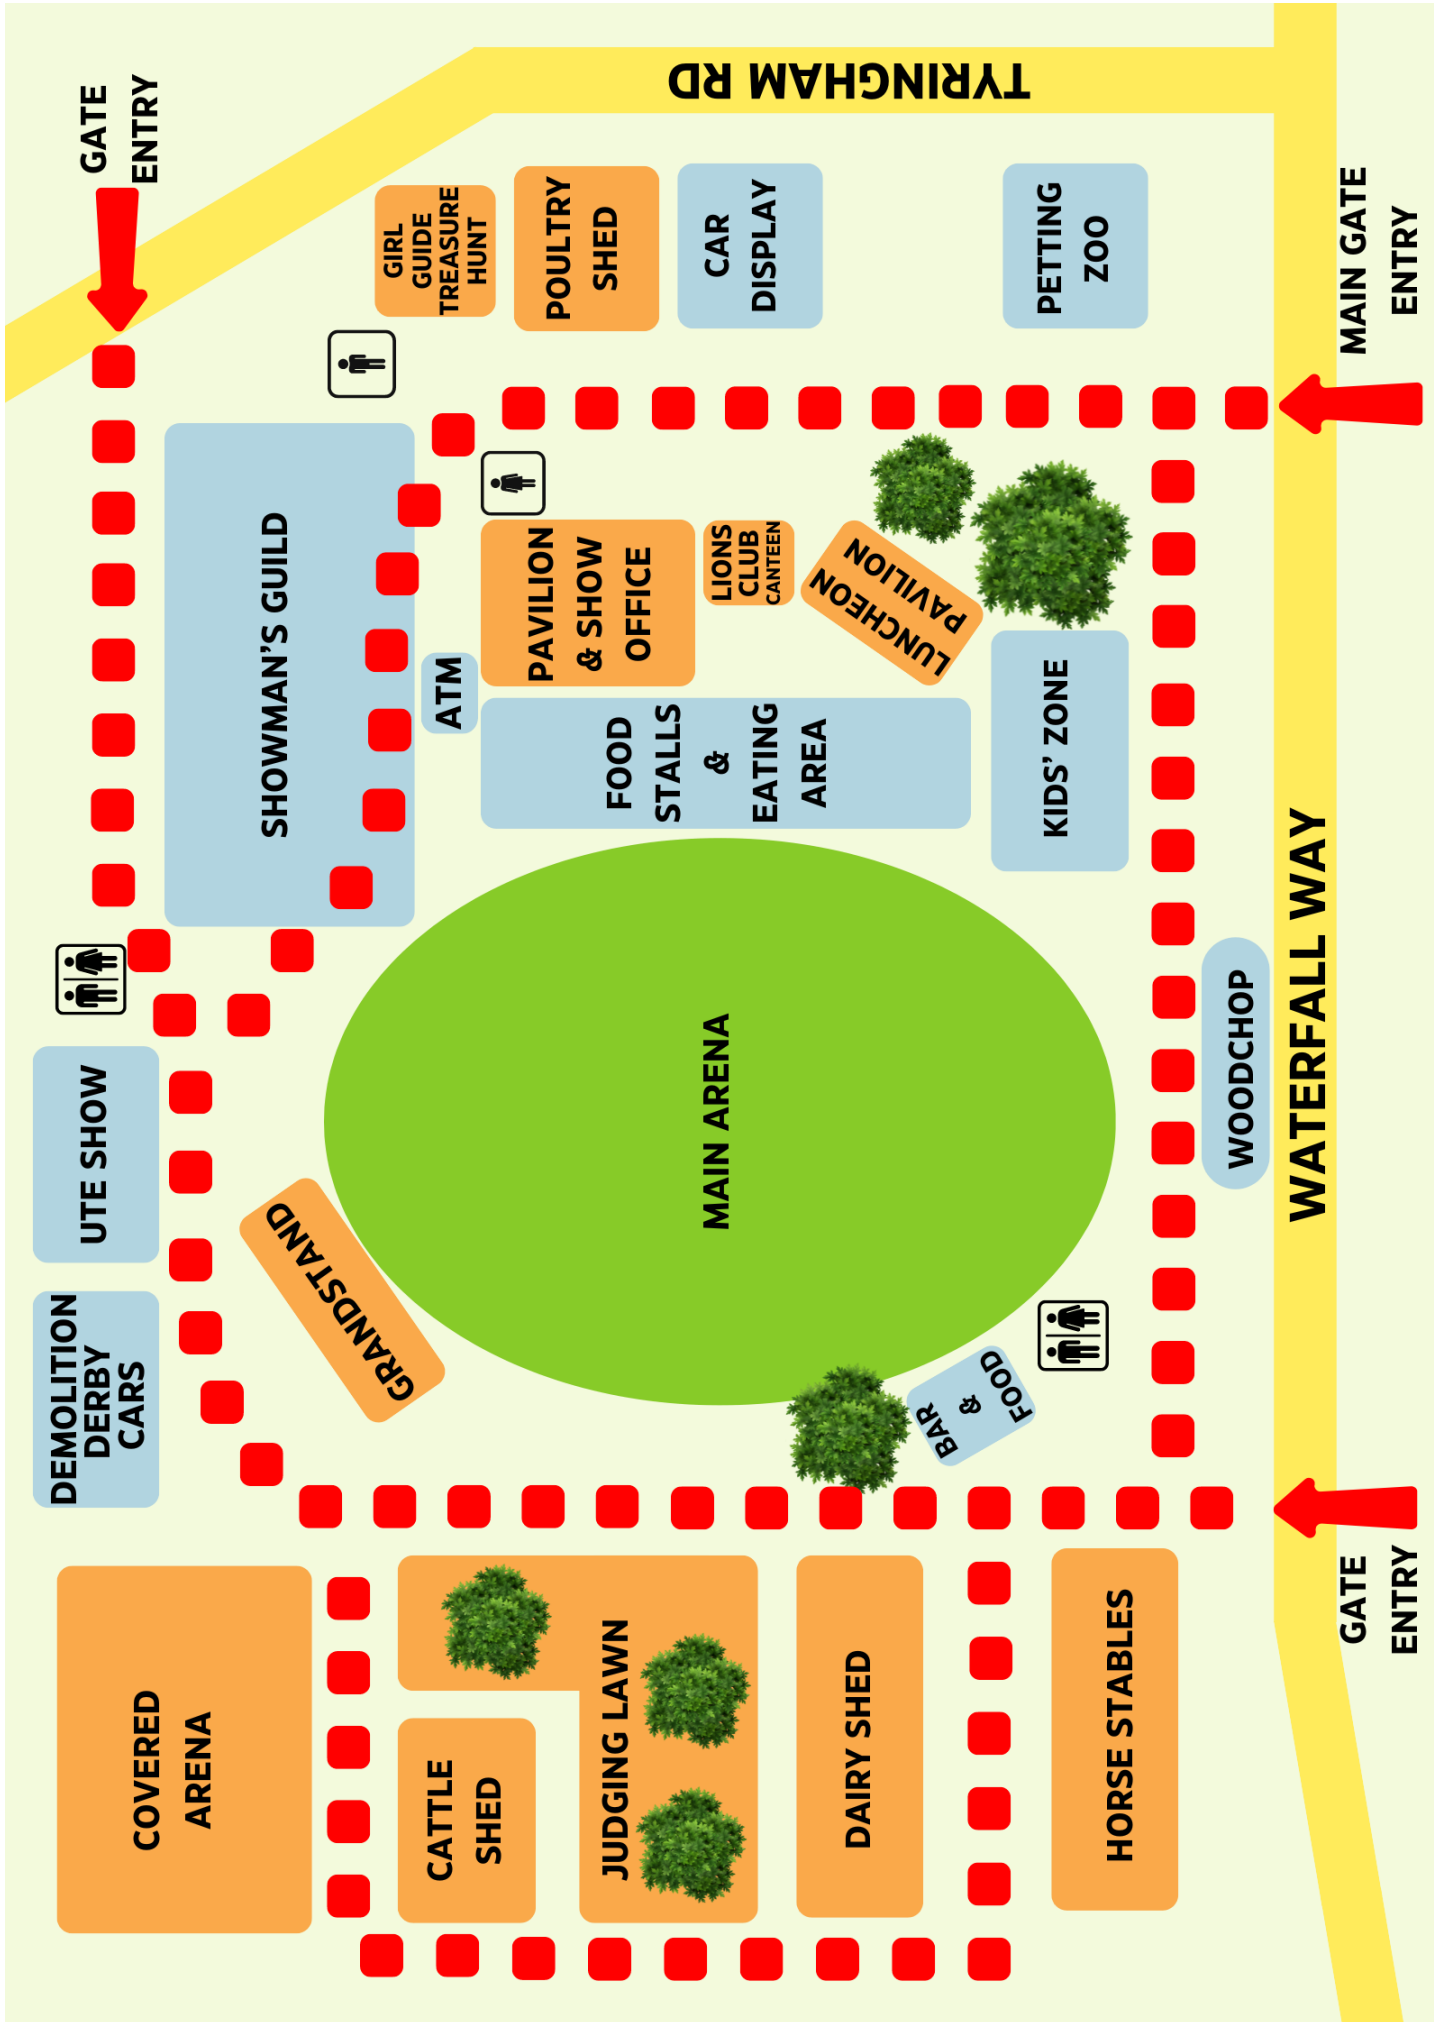 TYRINGHAM RD
GATE
ENTRY
GIRL
GUIDE
TREASURE
HUNT
POULTRY
SHED
CAR
DISPLAY
PETTING
ZOO
MAIN GATE
ENTRY
SHOWMAN'S GUILD
PAVILION
& SHOW
OFFICE
LIONS
CLUB
CANTEEN
LUNCHEON
PAVILION
ATM
FOOD
STALLS
&
EATING
AREA
KIDS' ZONE
MAIN ARENA
WOODCHOP
WATERFALL WAY
UTE SHOW
GRANDSTAND
DEMOLITION
DERBY
CARS
BAR
&
FOOD
GATE
ENTRY
COVERED
ARENA
CATTLE
SHED
JUDGING LAWN
DAIRY SHED
HORSE STABLES